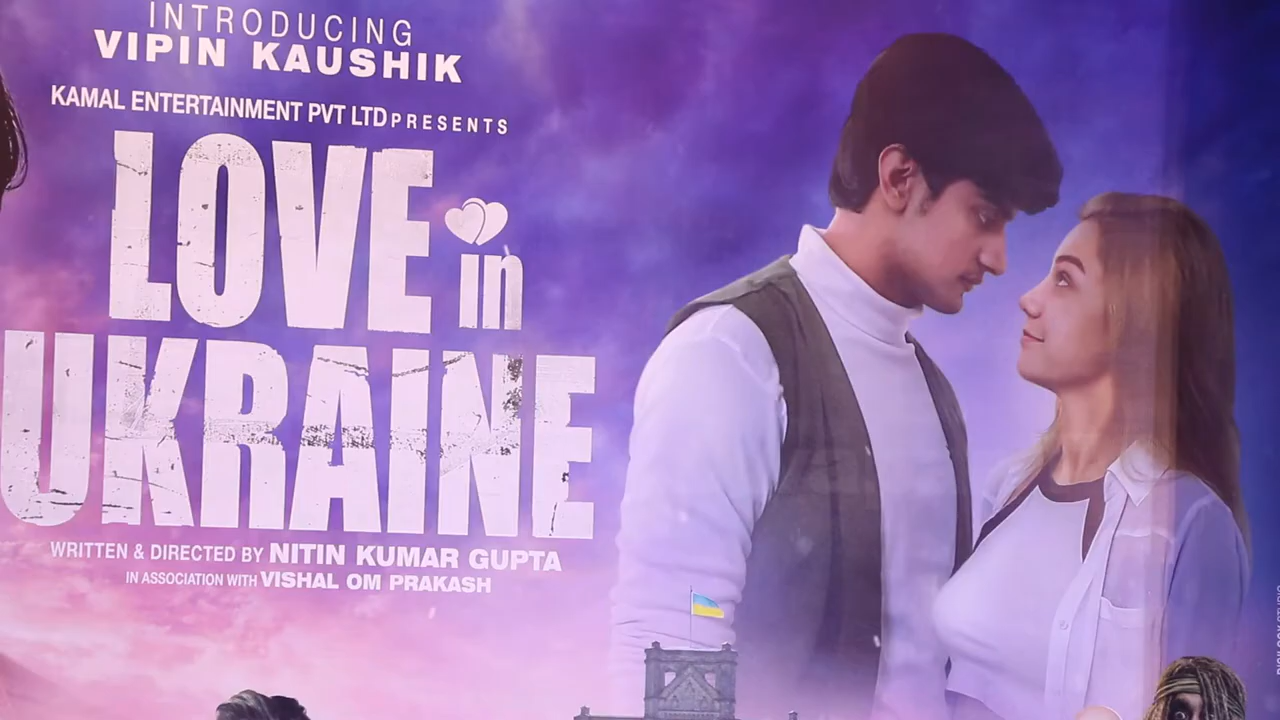 INTRODUCING
VIPIN KAUSHIK
KAMAL ENTERTAINMENT PVT LTD PRESENTS
LOVE in
UKRAINE
WRITTEN & DIRECTED BY NITIN KUMAR GUPTA
IN ASSOCIATION WITH VISHAL OM PRAKASH